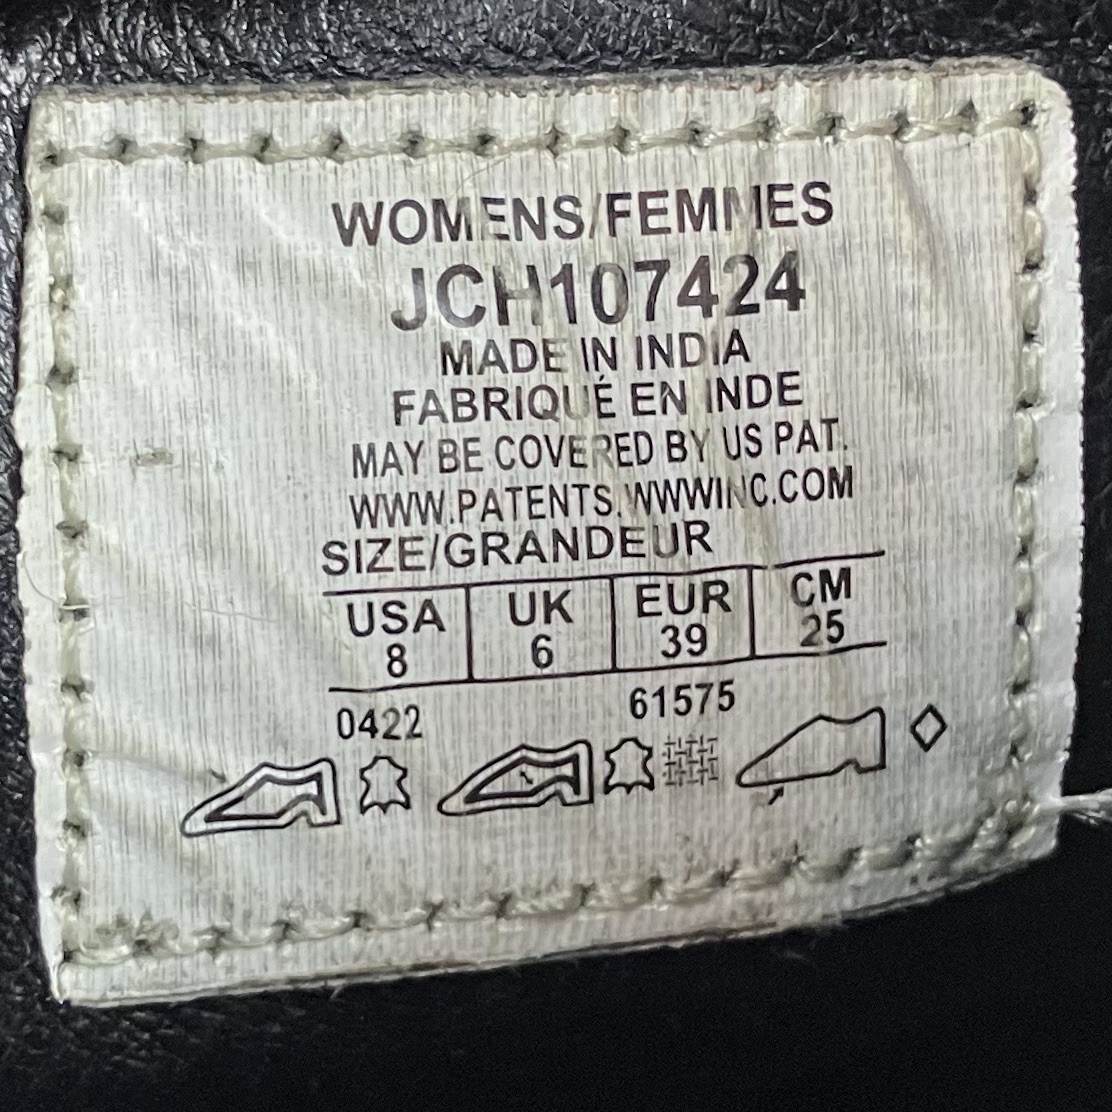 WOMENS/FEMMES
JCH107424
MADE IN INDIA
FABRIQUÉ EN INDE
MAY BE COVERED BY US PAT.
WWW.PATENTS.WWWINC.COM
SIZE/GRANDEUR
USA UK EUR CM
8 6 39 25
0422 61575